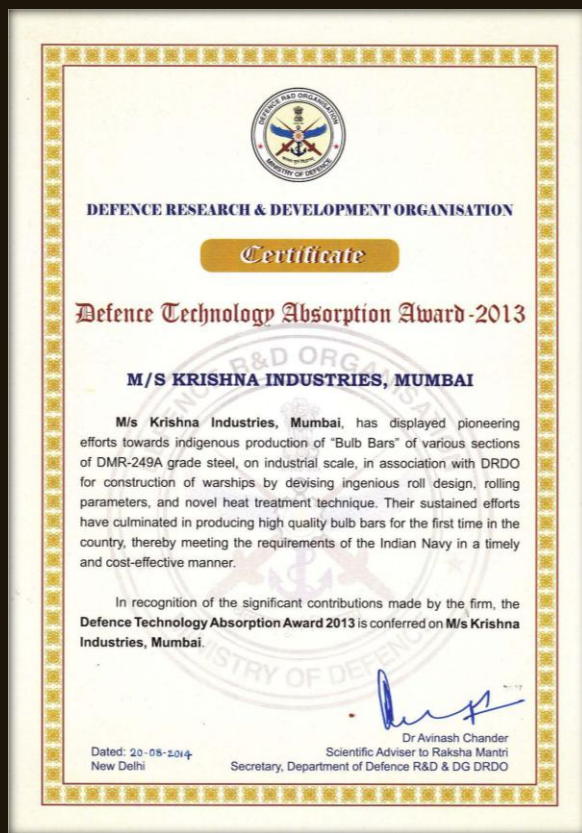 DEFENCE R&D ORGANISATION
MINISTRY OF DEFENCE
DEFENCE RESEARCH & DEVELOPMENT ORGANISATION
Certificate
Defence Technology Absorption Award-2013
M/S KRISHNA INDUSTRIES, MUMBAI
M/s Krishna Industries, Mumbai, has displayed pioneering
efforts towards indigenous production of "Bulb Bars" of various sections
of DMR-249A grade steel, on industrial scale, in association with DRDO
for construction of warships by devising ingenious roll design, rolling
parameters, and novel heat treatment technique. Their sustained efforts
have culminated in producing high quality bulb bars for the first time in the
country, thereby meeting the requirements of the Indian Navy in a timely
and cost-effective manner.
In recognition of the significant contributions made by the firm, the
Defence Technology Absorption Award 2013 is conferred on M/s Krishna
Industries, Mumbai.
Dr Avinash Chander
Dated: 20-08-2014 Scientific Adviser to Raksha Mantri
New Delhi Secretary, Department of Defence R&D & DG DRDO